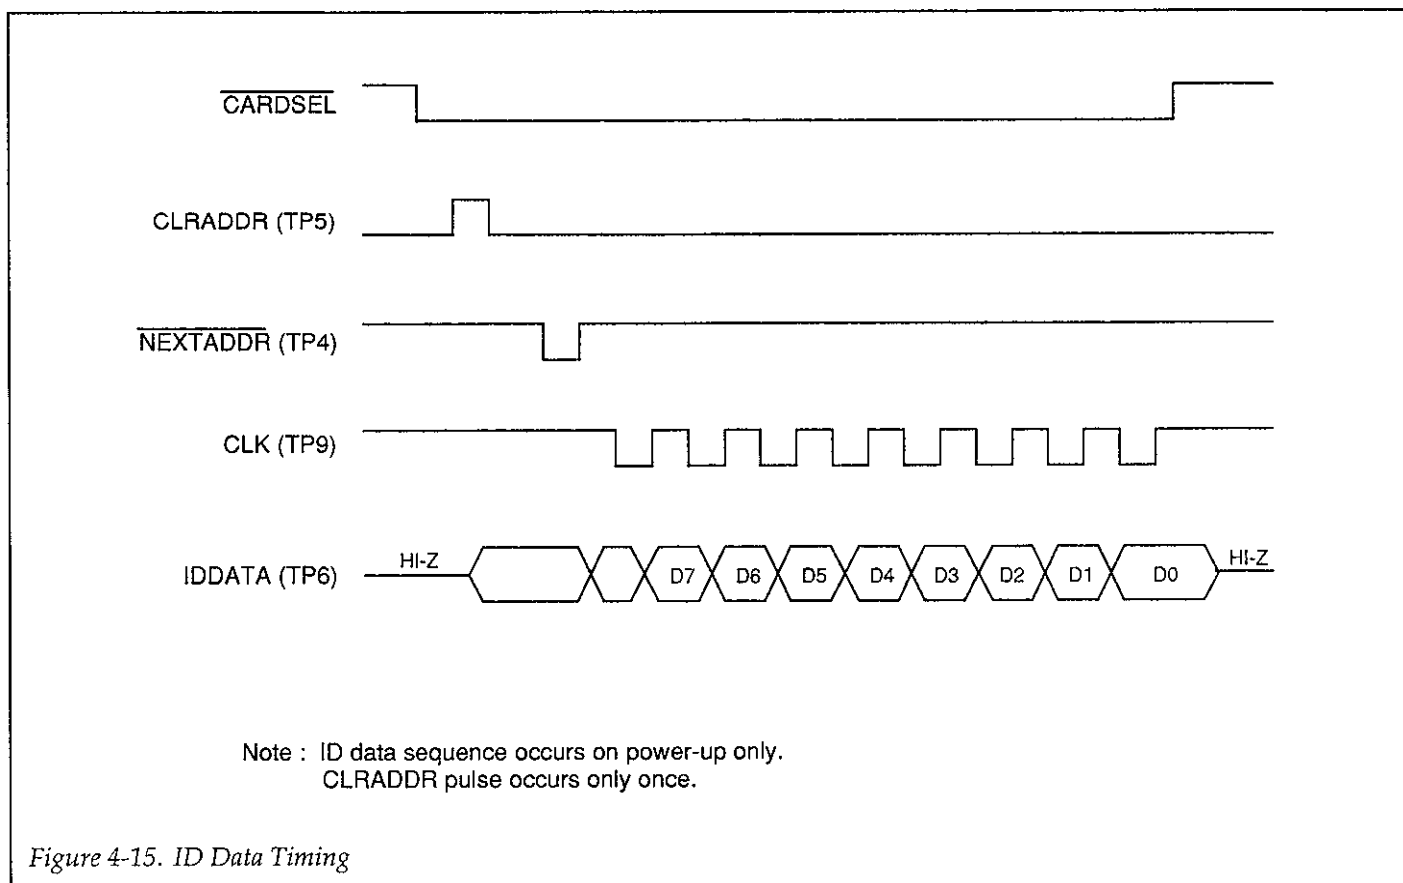 CARDSEL
CLRADDR (TP5)
NEXTADDR (TP4)
CLK (TP9)
IDDATA (TP6)
HI-Z
D7
D6
D5
D4
D3
D2
D1
D0
HI-Z
Note : ID data sequence occurs on power-up only.
CLRADDR pulse occurs only once.
Figure 4-15. ID Data Timing